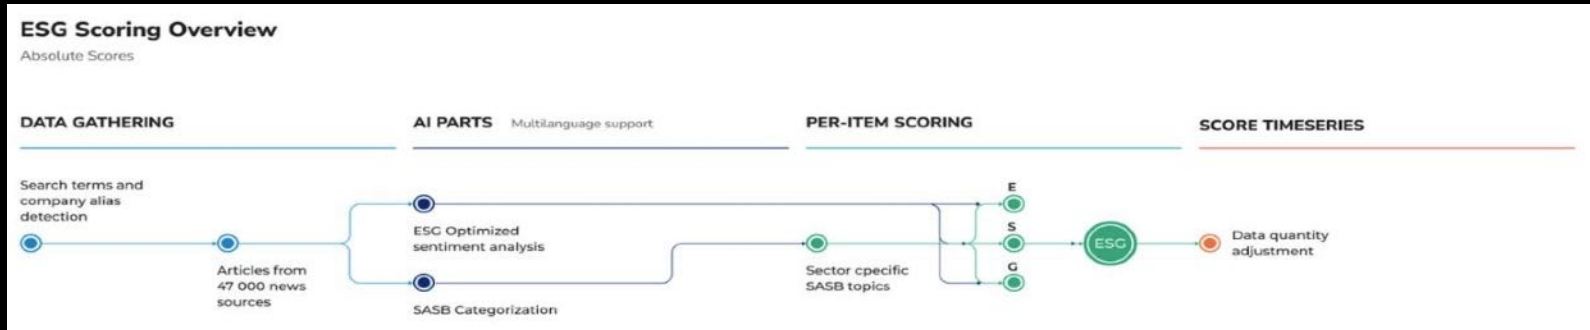 ESG Scoring Overview
Absolute Scores
DATA GATHERING
AI PARTS Multilanguage support
PER-ITEM SCORING
SCORE TIMESERIES
Search terms and
company alias
detection
Articles from
47 000 news
sources
ESG Optimized
sentiment analysis
SASB Categorization
Sector cpecific
SASB topics
E
S
G
ESG
Data quantity
adjustment